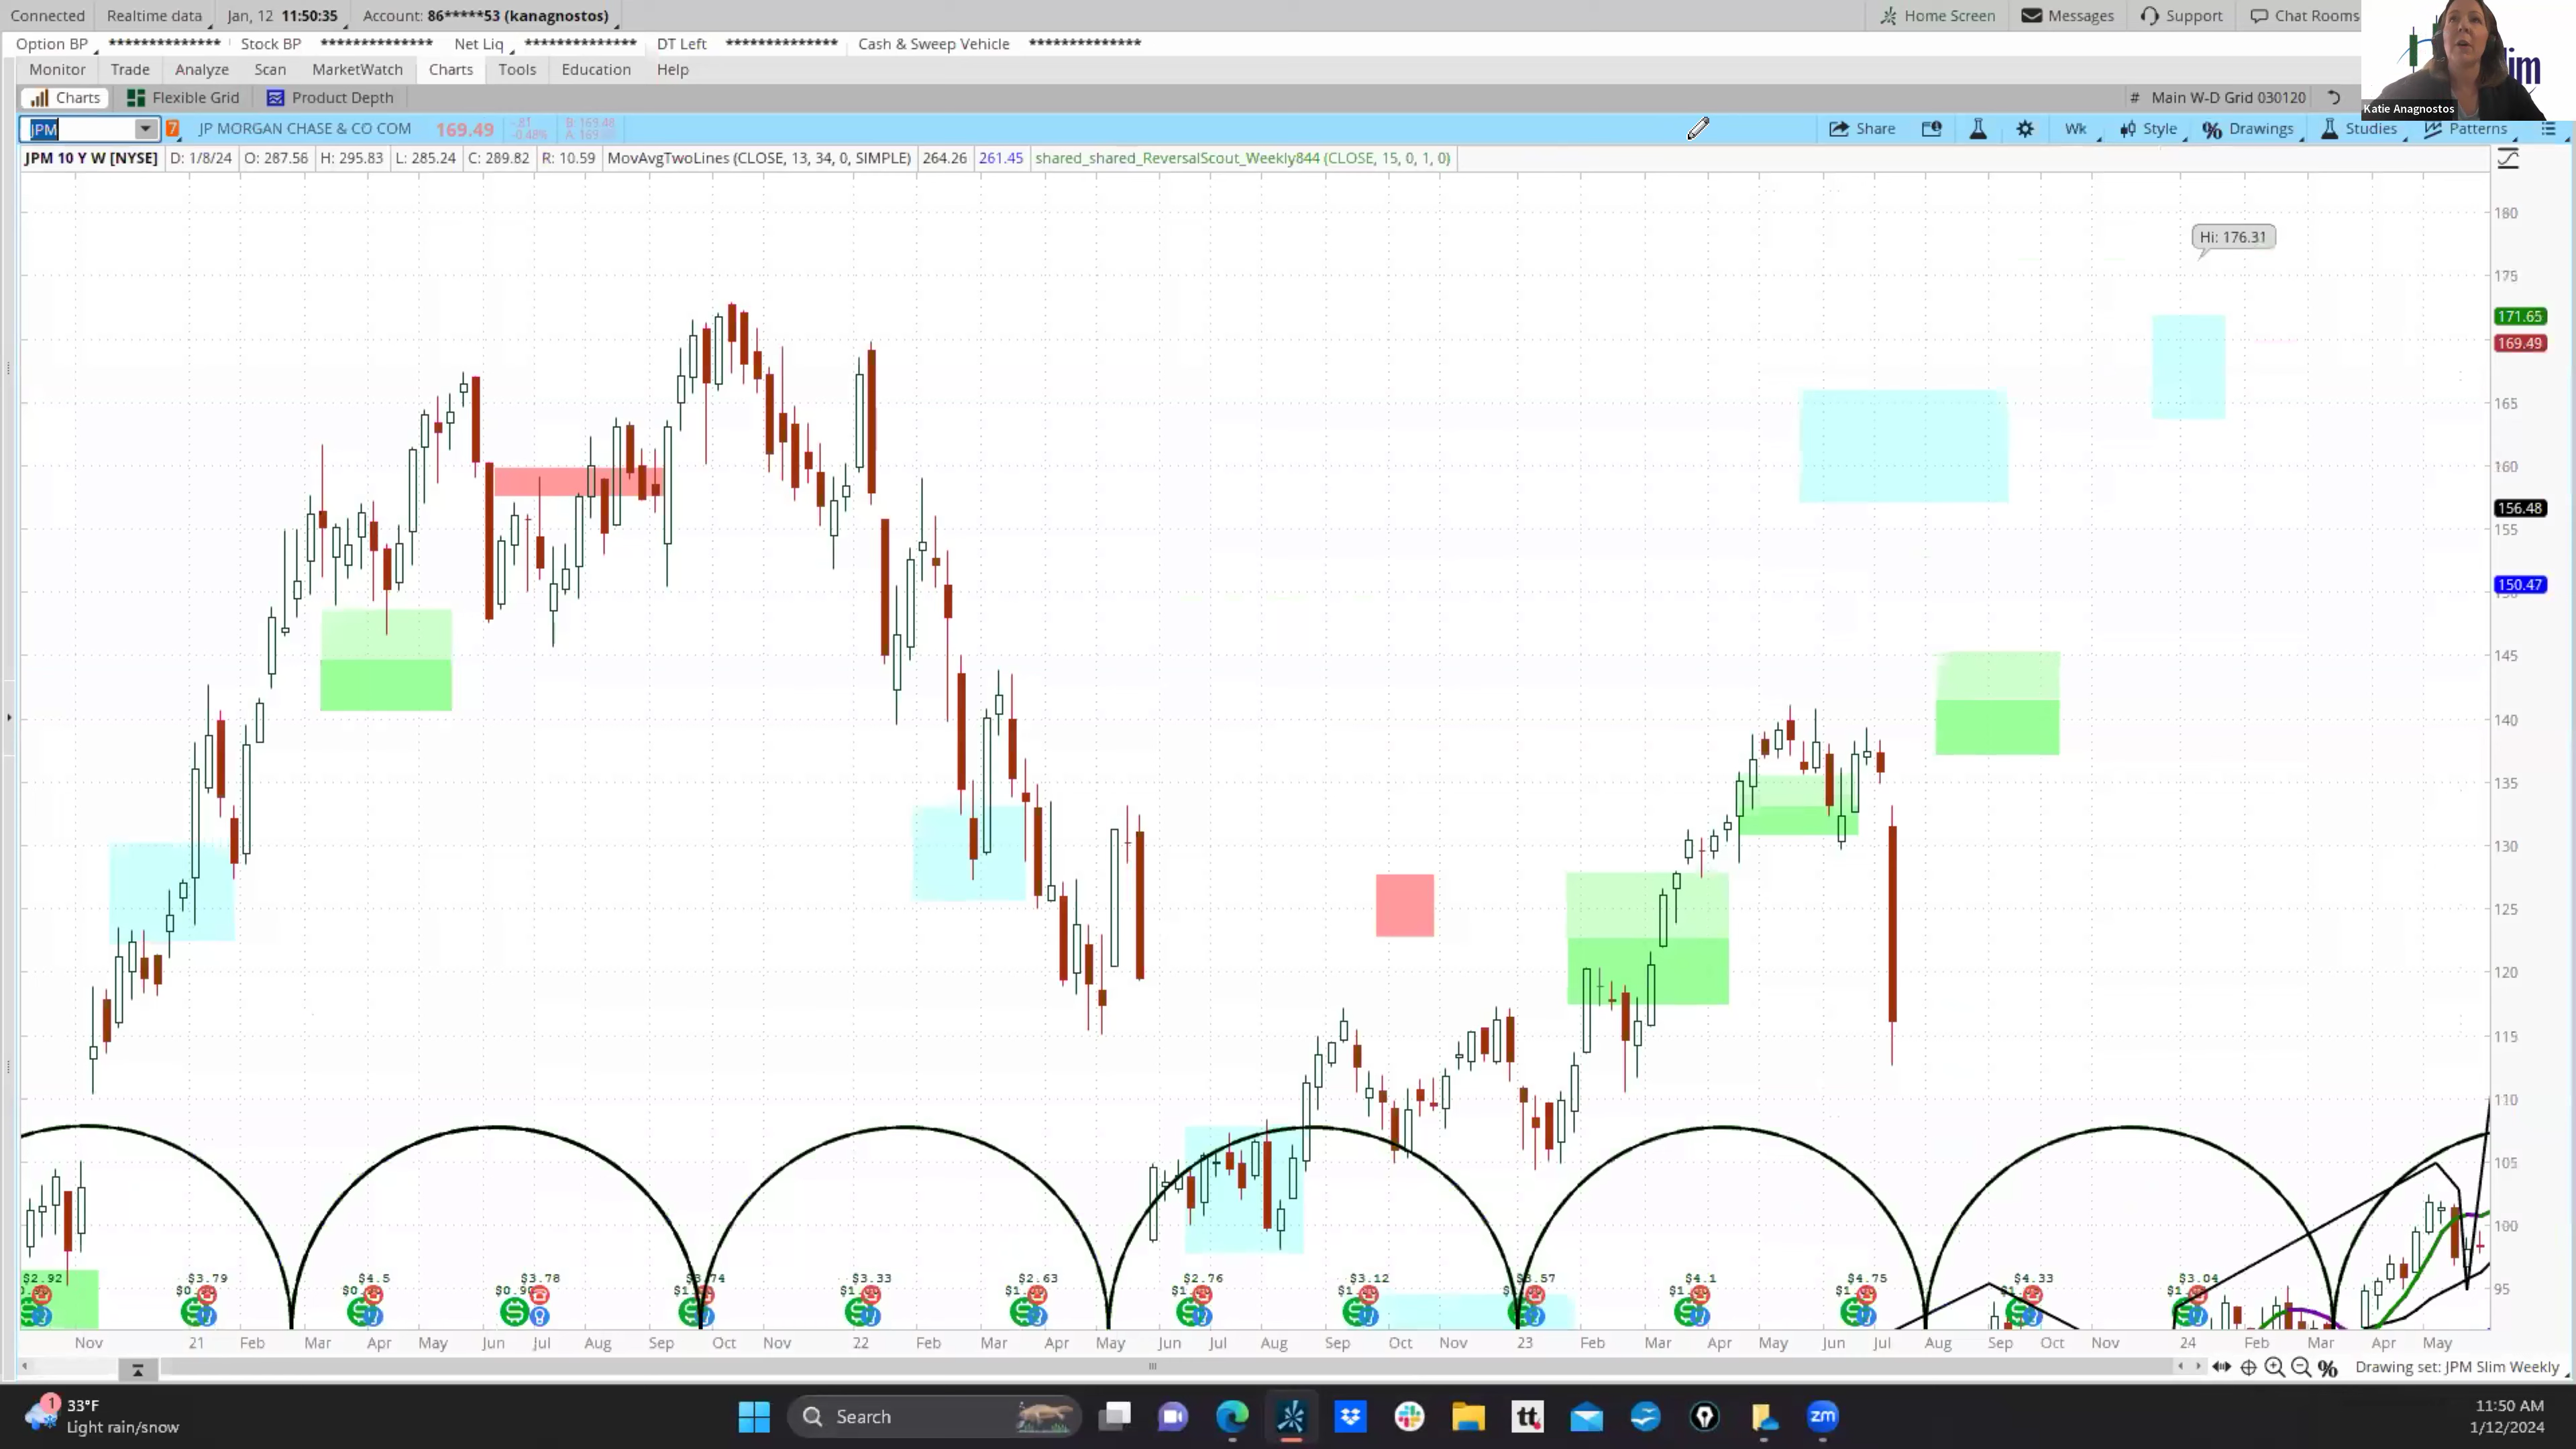 Connected Realtime data Jan, 12 11:50:35 Account: 86*****53 (kanagnostos) Home Screen Messages Support Chat Rooms
Option BP ************** Stock BP ************** Net Liq ************** DT Left ************** Cash & Sweep Vehicle **************
Monitor Trade Analyze Scan MarketWatch Charts Tools Education Help
Charts Flexible Grid Product Depth # Main W-D Grid 030120
Katie Anagnostos
JPM 7 JP MORGAN CHASE & CO COM 169.49 -.81 -0.48% B: 169.48 Share Wk Style Drawings Studies Patterns
JPM 10 Y W [NYSE] D: 1/8/24 O: 287.56 H: 295.83 L: 285.24 C: 289.82 R: 10.59 MovAvgTwoLines (CLOSE, 13, 34, 0, SIMPLE) 264.26 261.45 shared_shared_ReversalScout_Weekly844 (CLOSE, 15, 0, 1, 0)
180
Hi: 176.31
175
171.65
169.49
165
160
156.48
155
150.47
145
140
135
130
125
120
115
110
105
100
95
$2.92 $3.79 $4.5 $3.78 $3.33 $2.63 $2.76 $3.12 $4.1 $4.75 $4.33 $3.04
Nov 21 Feb Mar Apr May Jun Jul Aug Sep Oct Nov 22 Feb Mar Apr May Jun Jul Aug Sep Oct Nov 23 Feb Mar Apr May Jun Jul Aug Sep Oct Nov 24 Feb Mar Apr May
Drawing set: JPM Slim Weekly
1 33°F
Light rain/snow
Search
tt
zm
11:50 AM
1/12/2024